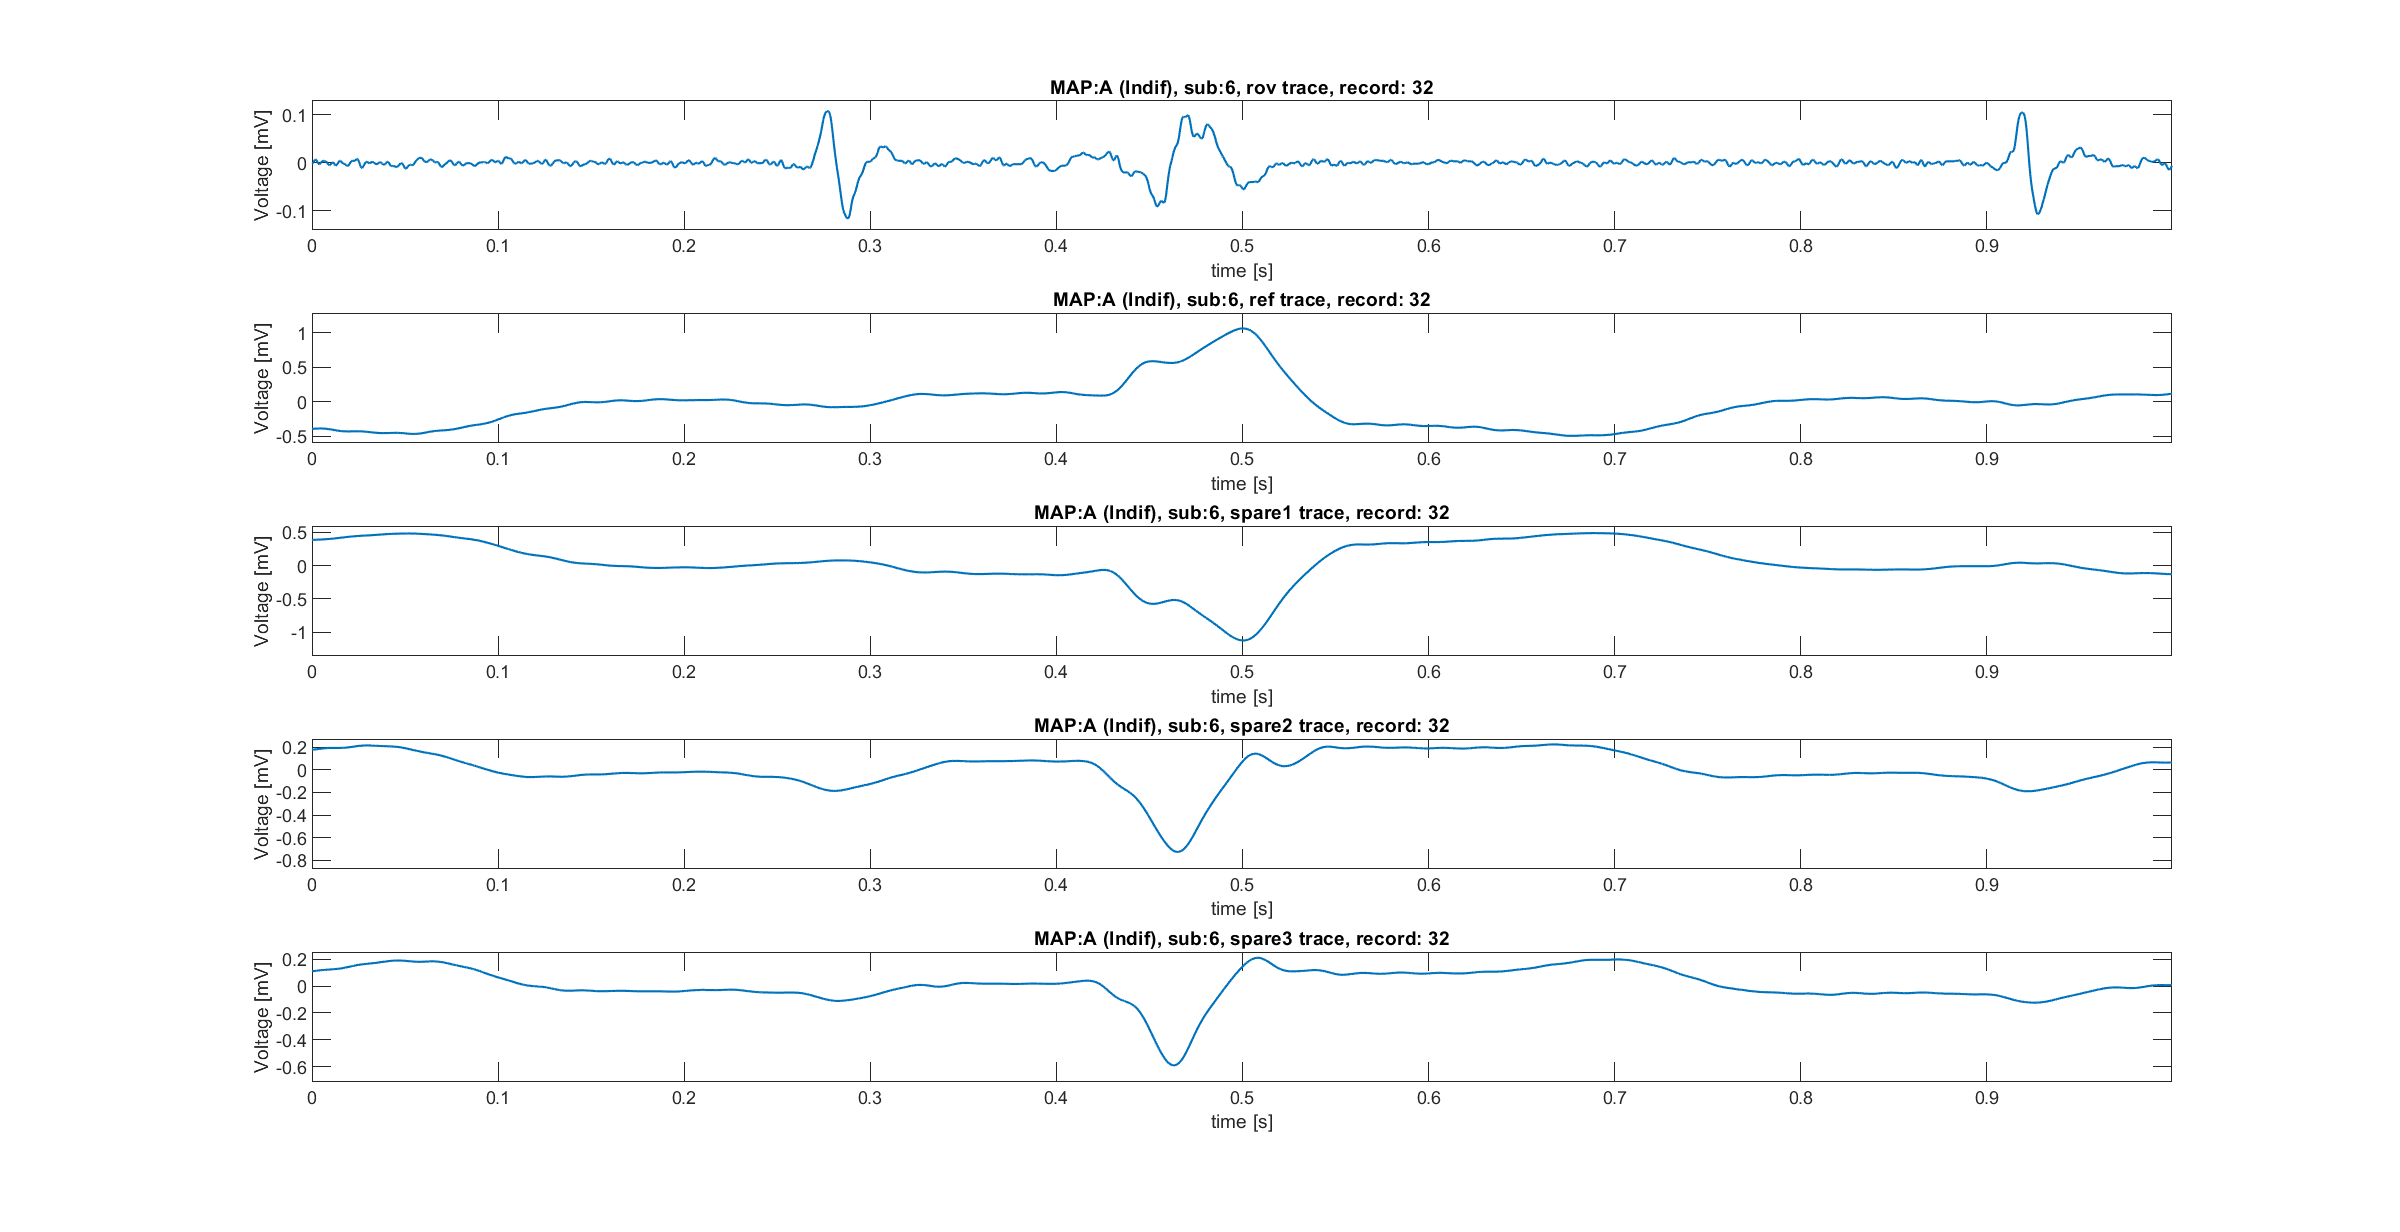 MAP:A (Indif), sub:6, rov trace, record: 32
Voltage [mV]
0.1
0
-0.1
0 0.1 0.2 0.3 0.4 0.5 0.6 0.7 0.8 0.9
time [s]
MAP:A (Indif), sub:6, ref trace, record: 32
Voltage [mV]
1
0.5
0
-0.5
0 0.1 0.2 0.3 0.4 0.5 0.6 0.7 0.8 0.9
time [s]
MAP:A (Indif), sub:6, spare1 trace, record: 32
Voltage [mV]
0.5
0
-0.5
-1
0 0.1 0.2 0.3 0.4 0.5 0.6 0.7 0.8 0.9
time [s]
MAP:A (Indif), sub:6, spare2 trace, record: 32
Voltage [mV]
0.2
0
-0.2
-0.4
-0.6
-0.8
0 0.1 0.2 0.3 0.4 0.5 0.6 0.7 0.8 0.9
time [s]
MAP:A (Indif), sub:6, spare3 trace, record: 32
Voltage [mV]
0.2
0
-0.2
-0.4
-0.6
0 0.1 0.2 0.3 0.4 0.5 0.6 0.7 0.8 0.9
time [s]